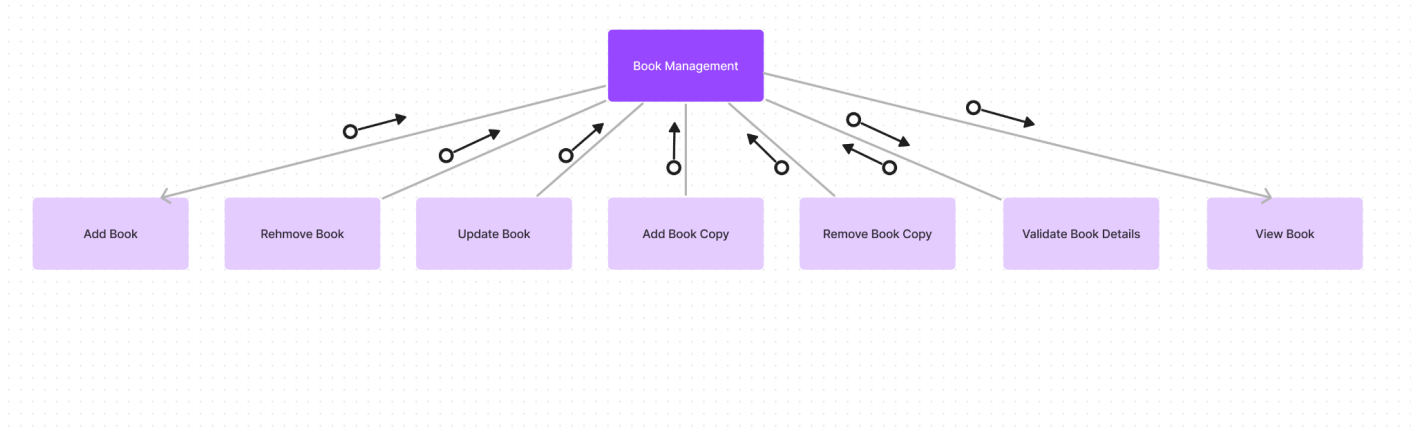 Book Management
Add Book
Rehmove Book
Update Book
Add Book Copy
Remove Book Copy
Validate Book Details
View Book